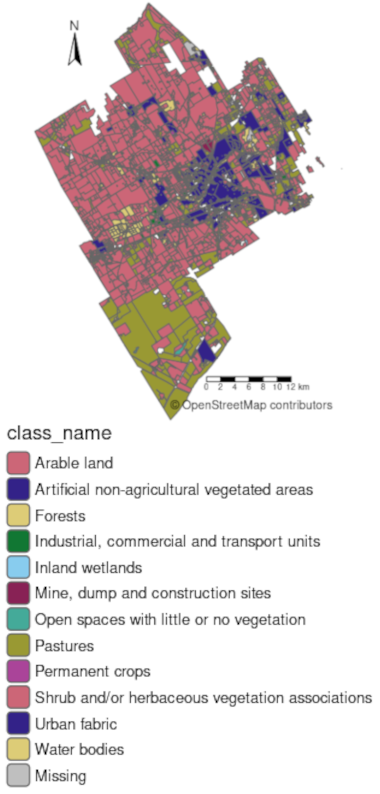 N
0 2 4 6 8 10 12 km
© OpenStreetMap contributors
class_name
Arable land
Artificial non-agricultural vegetated areas
Forests
Industrial, commercial and transport units
Inland wetlands
Mine, dump and construction sites
Open spaces with little or no vegetation
Pastures
Permanent crops
Shrub and/or herbaceous vegetation associations
Urban fabric
Water bodies
Missing